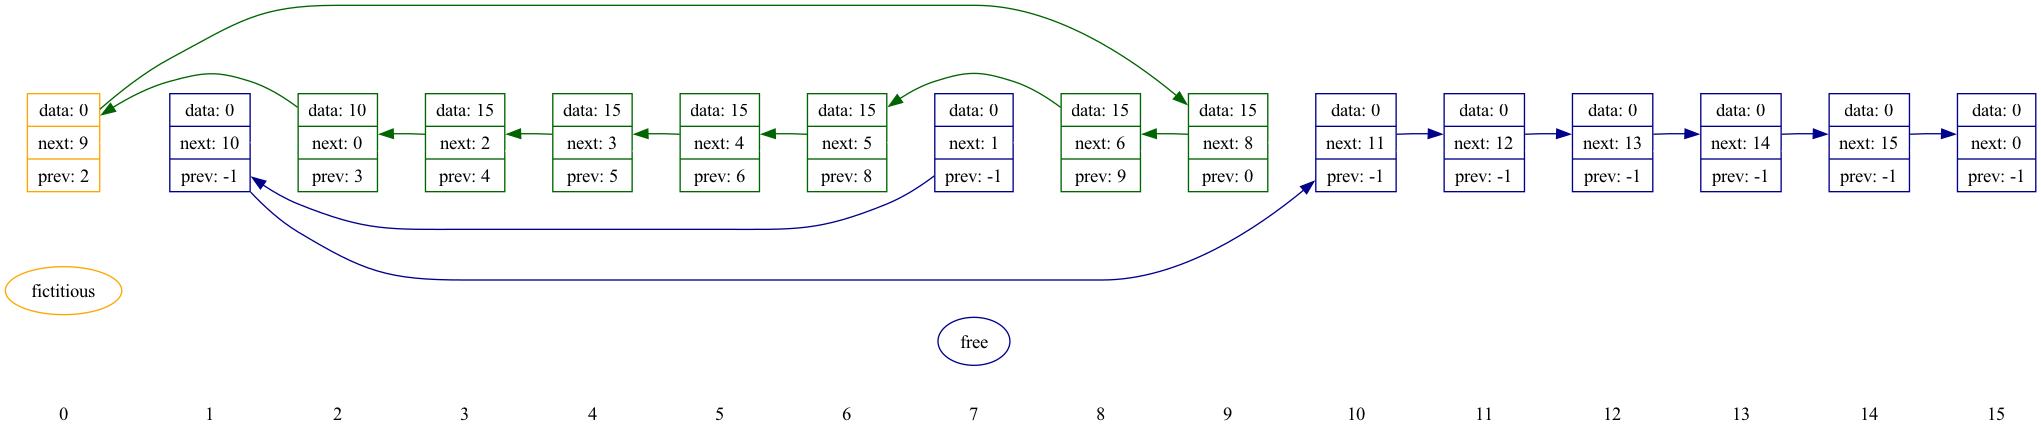 data: 0 data: 0 data: 10 data: 15 data: 15 data: 15 data: 15 data: 0 data: 15 data: 15 data: 0 data: 0 data: 0 data: 0 data: 0 data: 0
next: 9 next: 10 next: 0 next: 2 next: 3 next: 4 next: 5 next: 1 next: 6 next: 8 next: 11 next: 12 next: 13 next: 14 next: 15 next: 0
prev: 2 prev: -1 prev: 3 prev: 4 prev: 5 prev: 6 prev: 8 prev: -1 prev: 9 prev: 0 prev: -1 prev: -1 prev: -1 prev: -1 prev: -1 prev: -1
fictitious
free
0 1 2 3 4 5 6 7 8 9 10 11 12 13 14 15